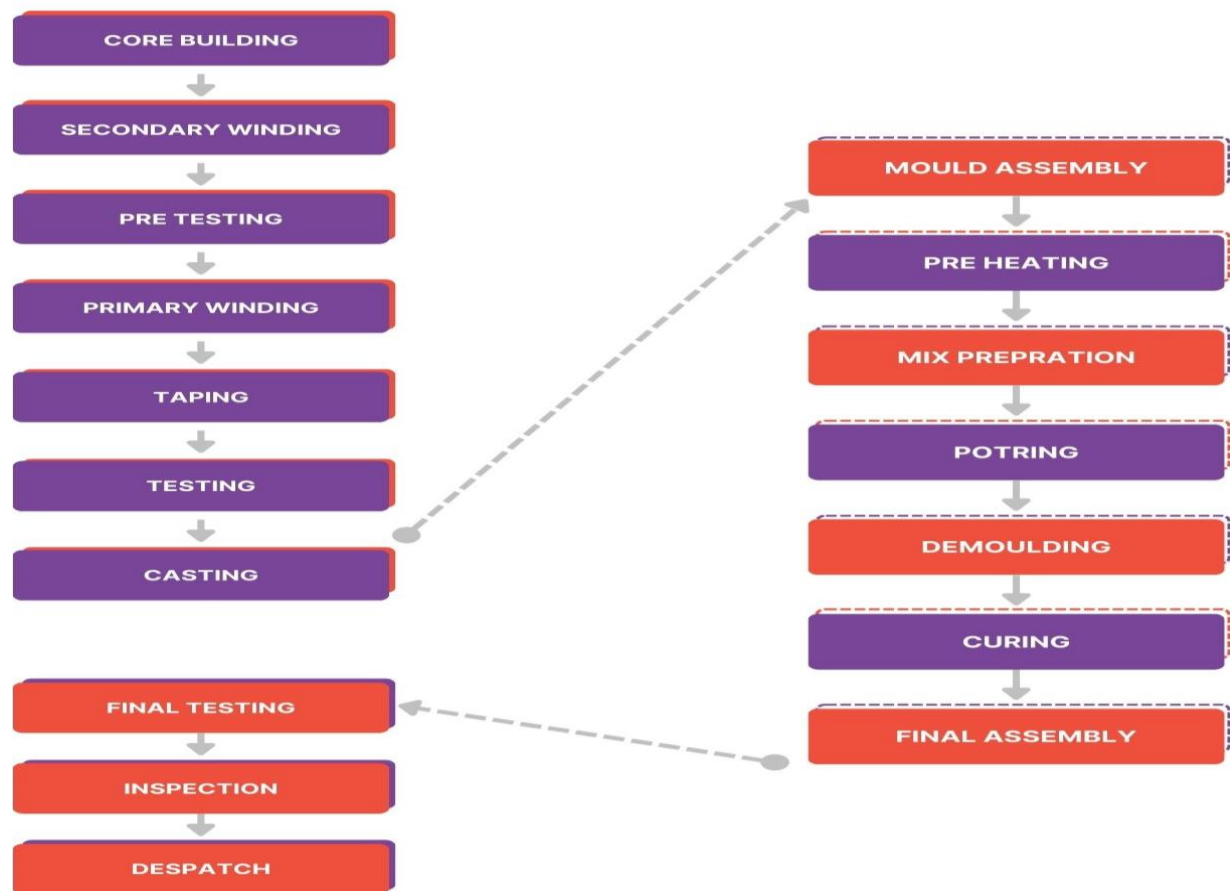 CORE BUILDING
SECONDARY WINDING
PRE TESTING
PRIMARY WINDING
TAPING
TESTING
CASTING
MOULD ASSEMBLY
PRE HEATING
MIX PREPRATION
POTRING
DEMOULDING
CURING
FINAL ASSEMBLY
FINAL TESTING
INSPECTION
DESPATCH